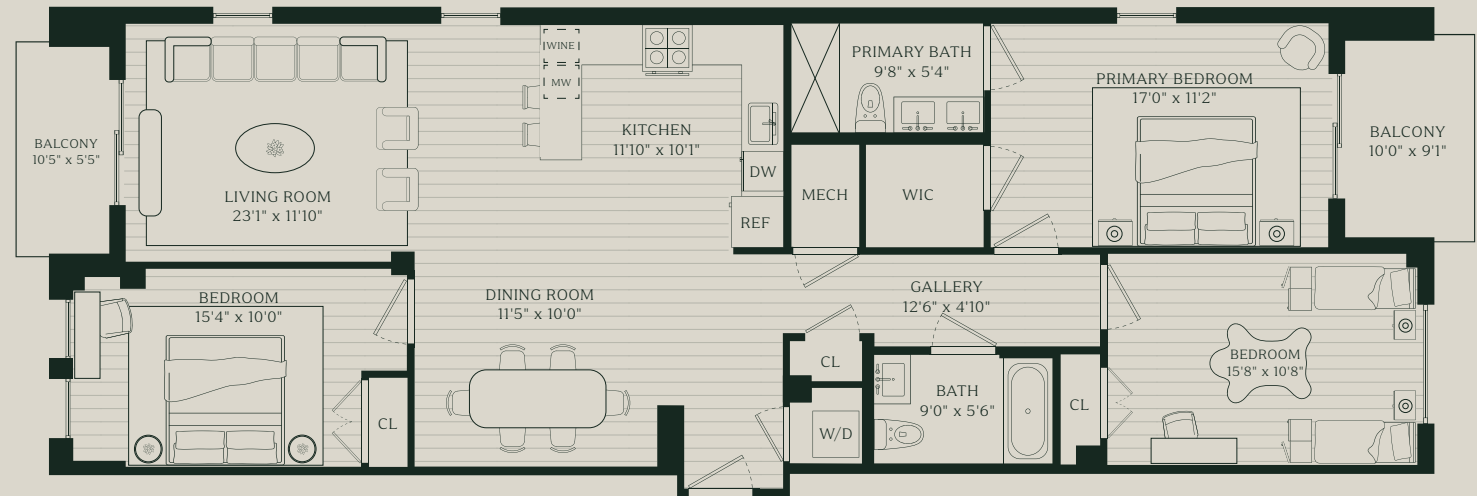 WINE
MW
KITCHEN
11'10" x 10'1"
DW
REF
PRIMARY BATH
9'8" x 5'4"
PRIMARY BEDROOM
17'0" x 11'2"
BALCONY
10'5" x 5'5"
LIVING ROOM
23'1" x 11'10"
MECH
WIC
BALCONY
10'0" x 9'1"
BEDROOM
15'4" x 10'0"
CL
DINING ROOM
11'5" x 10'0"
GALLERY
12'6" x 4'10"
CL
W/D
BATH
9'0" x 5'6"
CL
BEDROOM
15'8" x 10'8"